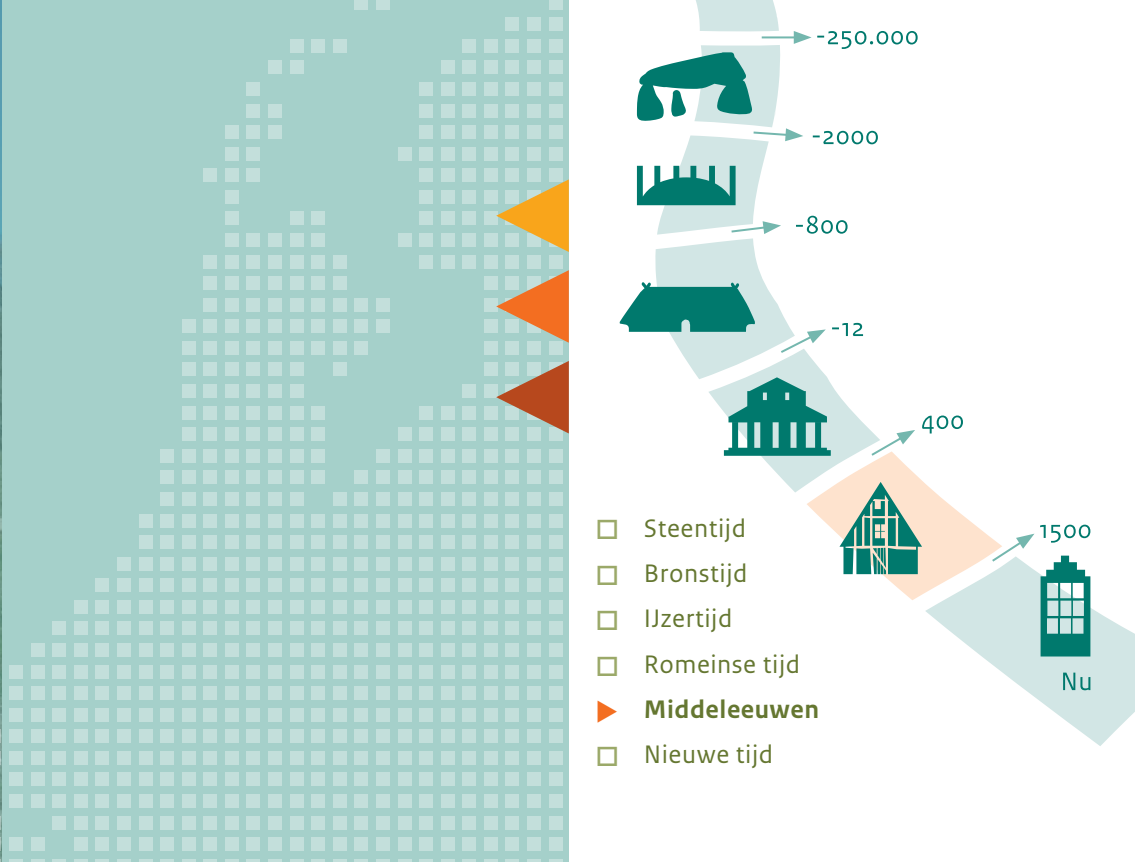 -250.000
-2000
-800
-12
400
1500
Nu
Steentijd
Bronstijd
IJzertijd
Romeinse tijd
Middeleeuwen
Nieuwe tijd